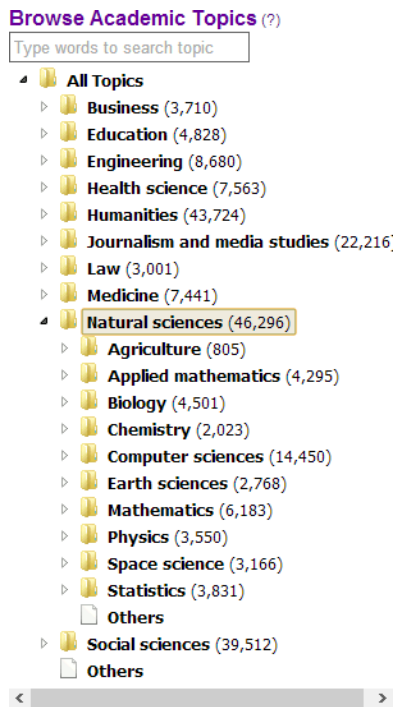 Browse Academic Topics (?)
Type words to search topic
All Topics
Business (3,710)
Education (4,828)
Engineering (8,680)
Health science (7,563)
Humanities (43,724)
Journalism and media studies (22,216)
Law (3,001)
Medicine (7,441)
Natural sciences (46,296)
Agriculture (805)
Applied mathematics (4,295)
Biology (4,501)
Chemistry (2,023)
Computer sciences (14,450)
Earth sciences (2,768)
Mathematics (6,183)
Physics (3,550)
Space science (3,166)
Statistics (3,831)
Others
Social sciences (39,512)
Others